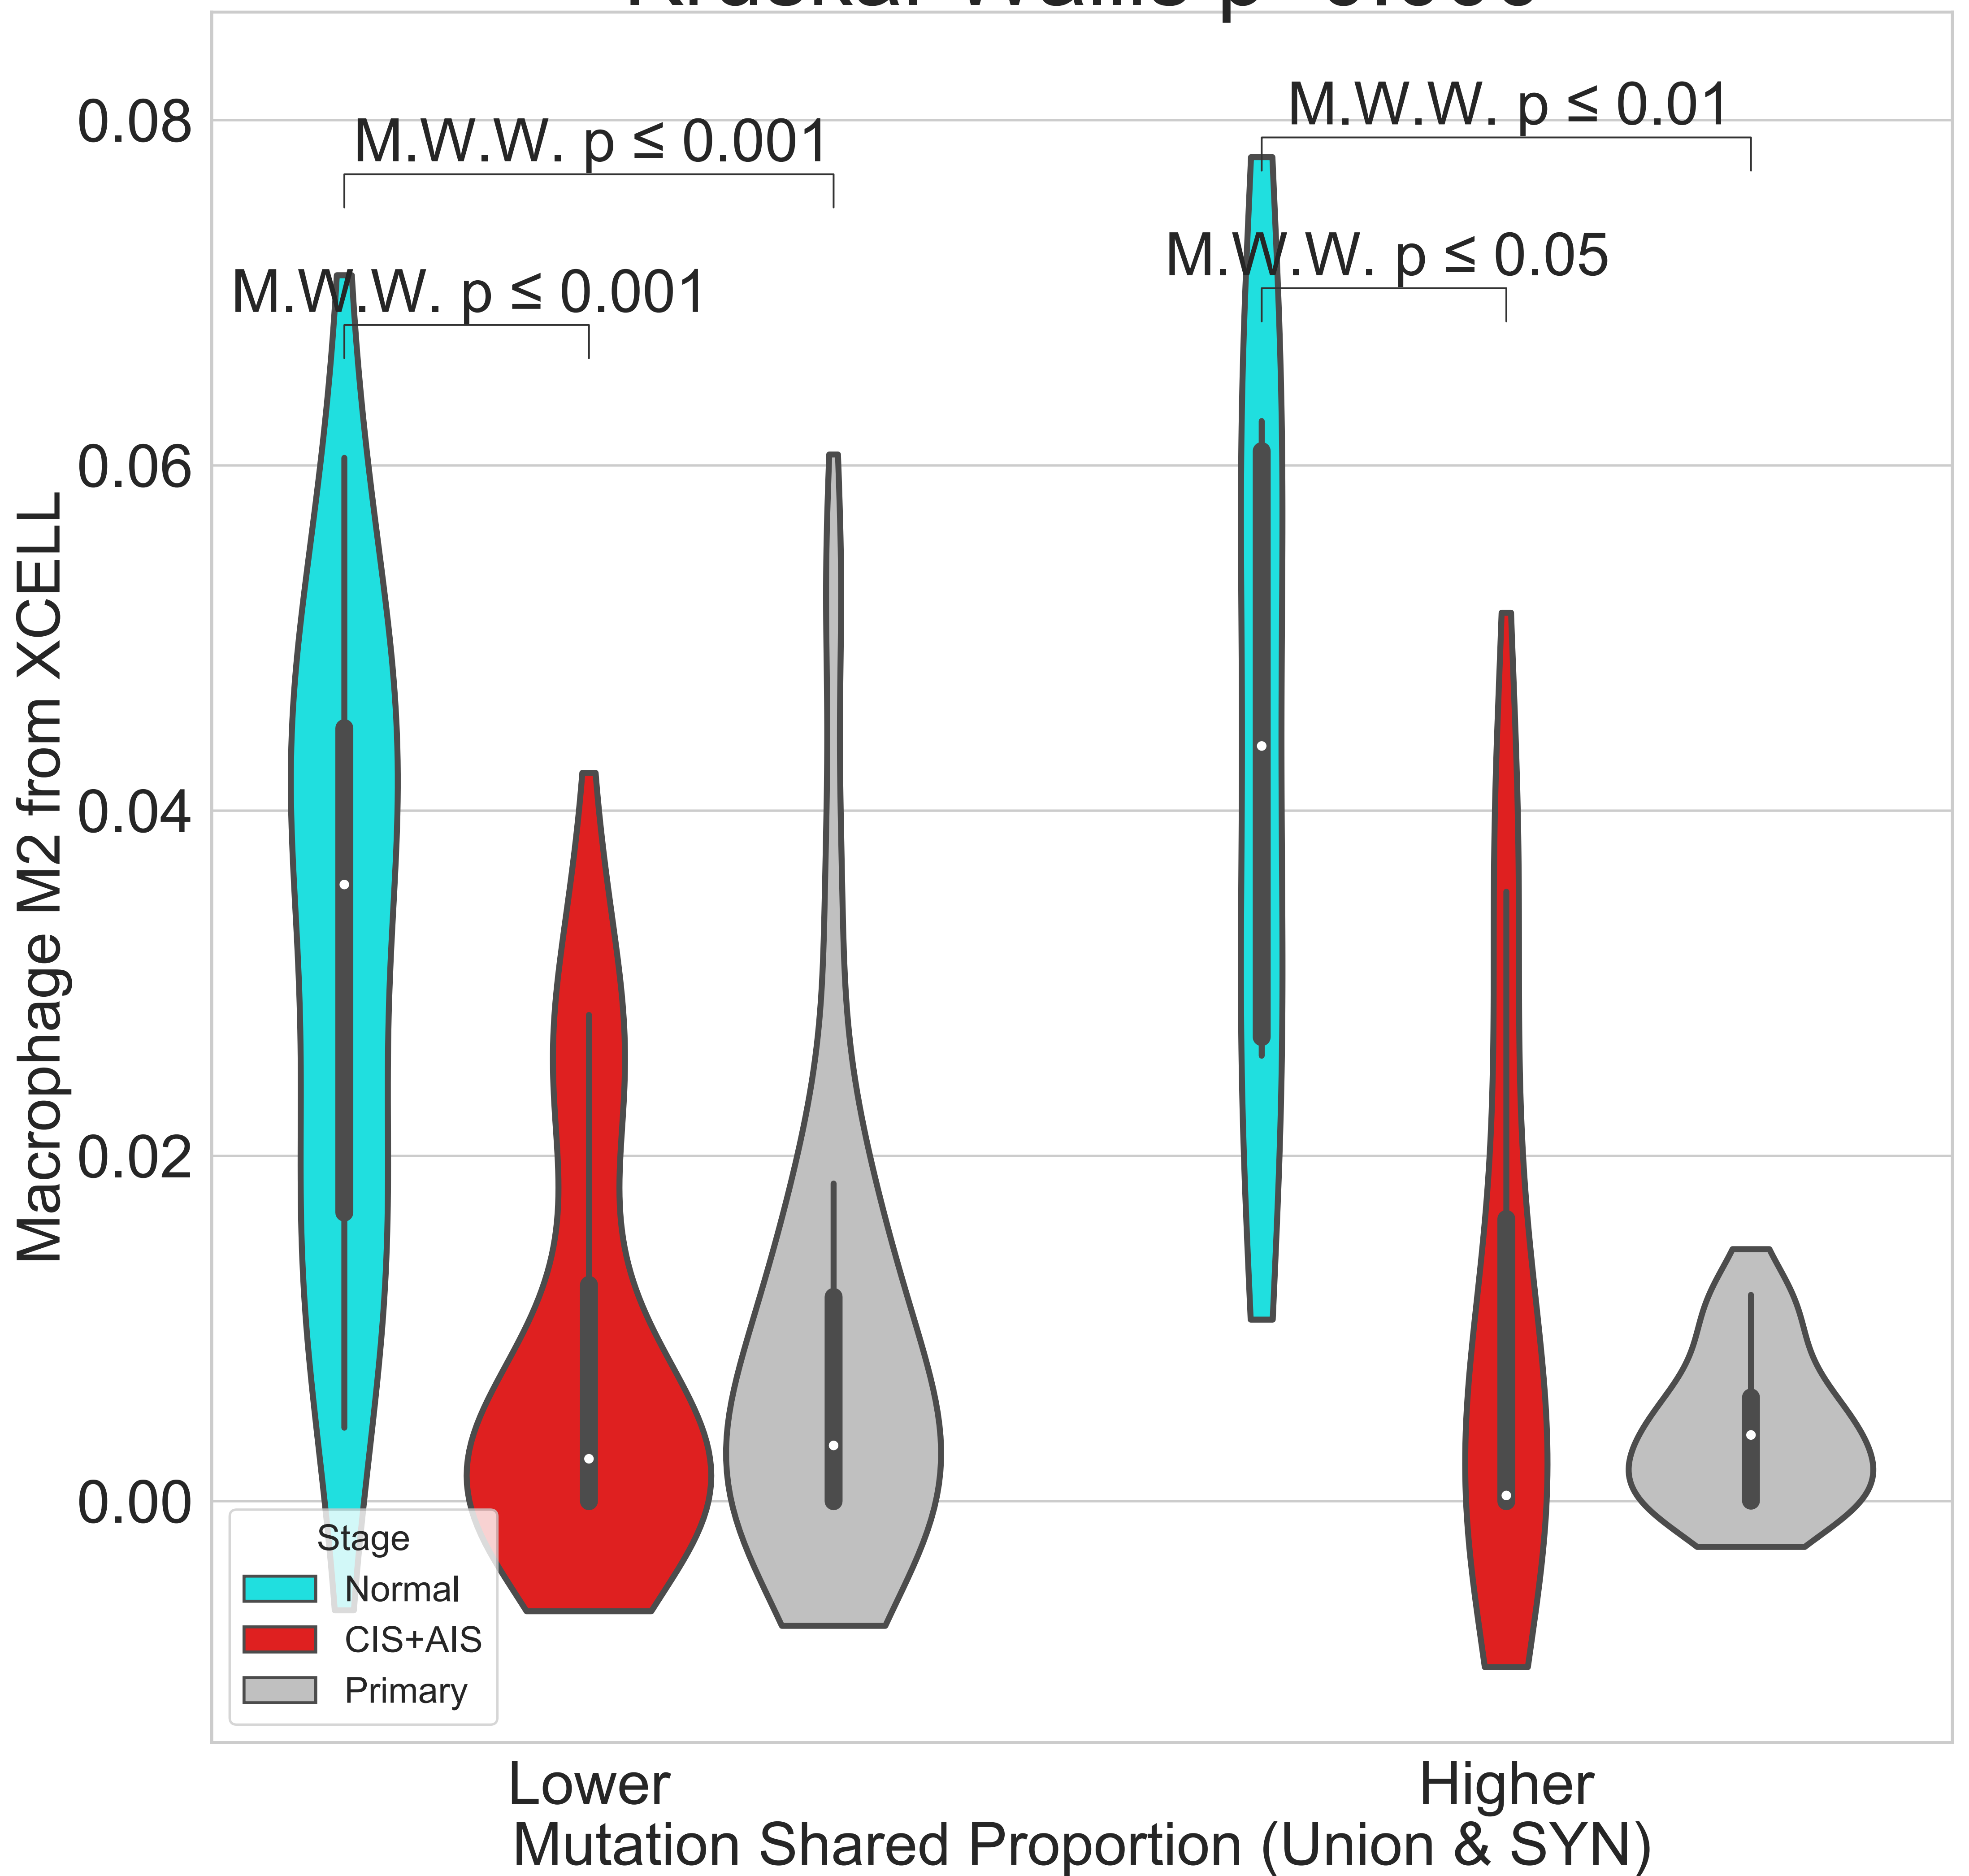 M.W.W. p ≤ 0.01
M.W.W. p ≤ 0.001
M.W.W. p ≤ 0.05
M.W.W. p ≤ 0.001
0.08
0.06
0.04
0.02
0.00
Macrophage M2 from XCELL
Stage
Normal
CIS+AIS
Primary
Lower
Higher
Mutation Shared Proportion (Union & SYN)